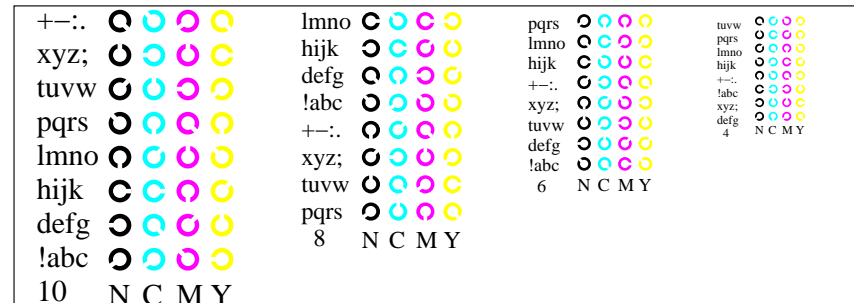 +−:.
xyz;
tuvw
pqrs
lmno
hijk
defg
!abc
10 N C M Y
lmno
hijk
defg
!abc
+−:.
xyz;
tuvw
pqrs
8 N C M Y
pqrs
lmno
hijk
+−:.
xyz;
tuvw
defg
!abc
6 N C M Y
tuvw
pqrs
lmno
hijk
+−:.
!abc
xyz;
defg
4 N C M Y